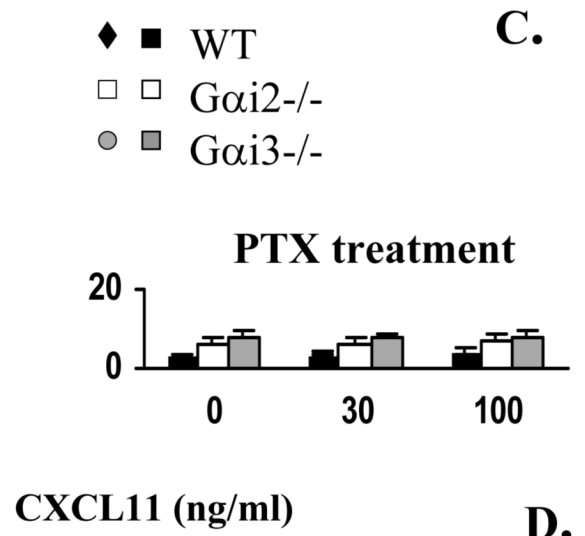 C.
WT
Gαi2-/-
Gαi3-/-
PTX treatment
20
0
0 30 100
CXCL11 (ng/ml)
D.